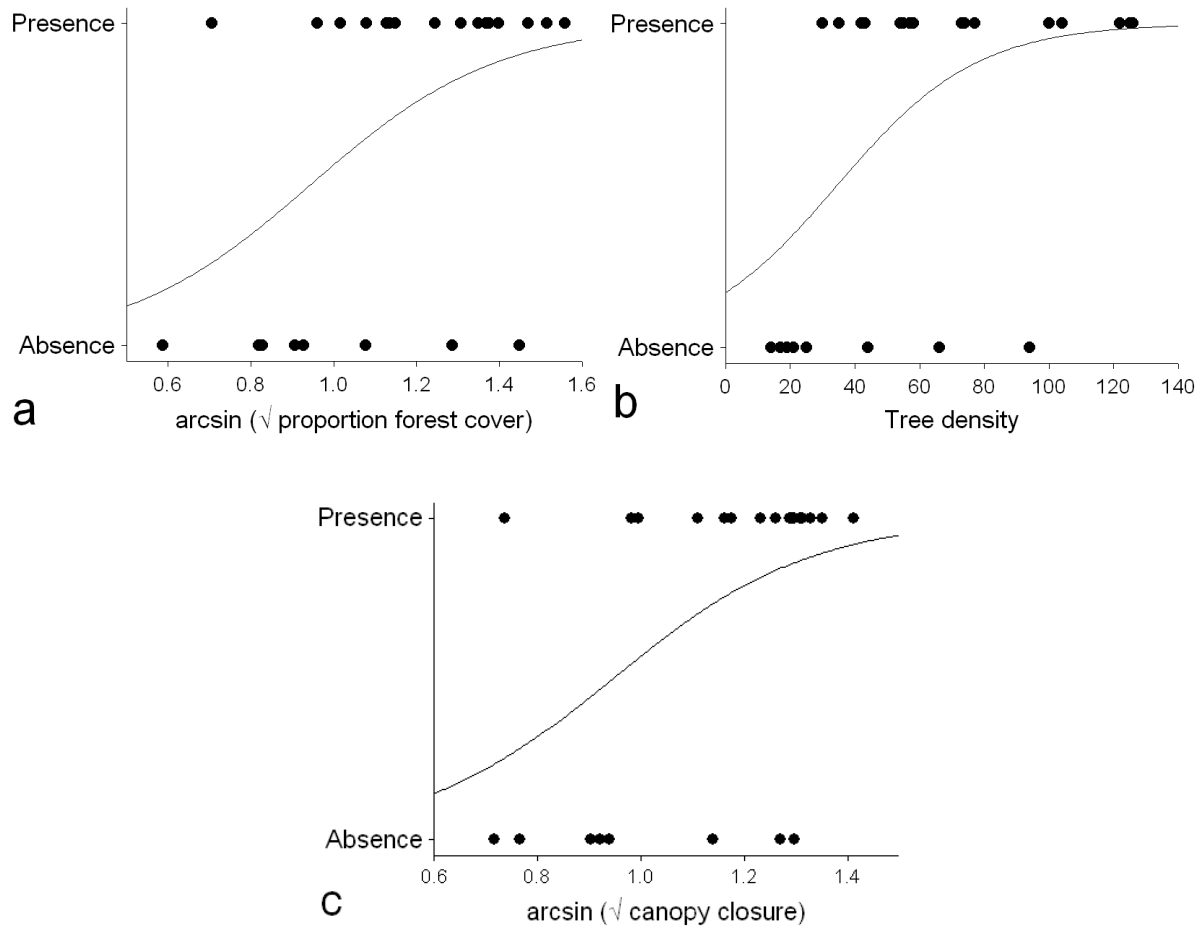 Presence
Absence
0.6 0.8 1.0 1.2 1.4 1.6
arcsin (√ proportion forest cover)
a
Presence
Absence
0 20 40 60 80 100 120 140
Tree density
b
Presence
Absence
0.6 0.8 1.0 1.2 1.4
arcsin (√ canopy closure)
c